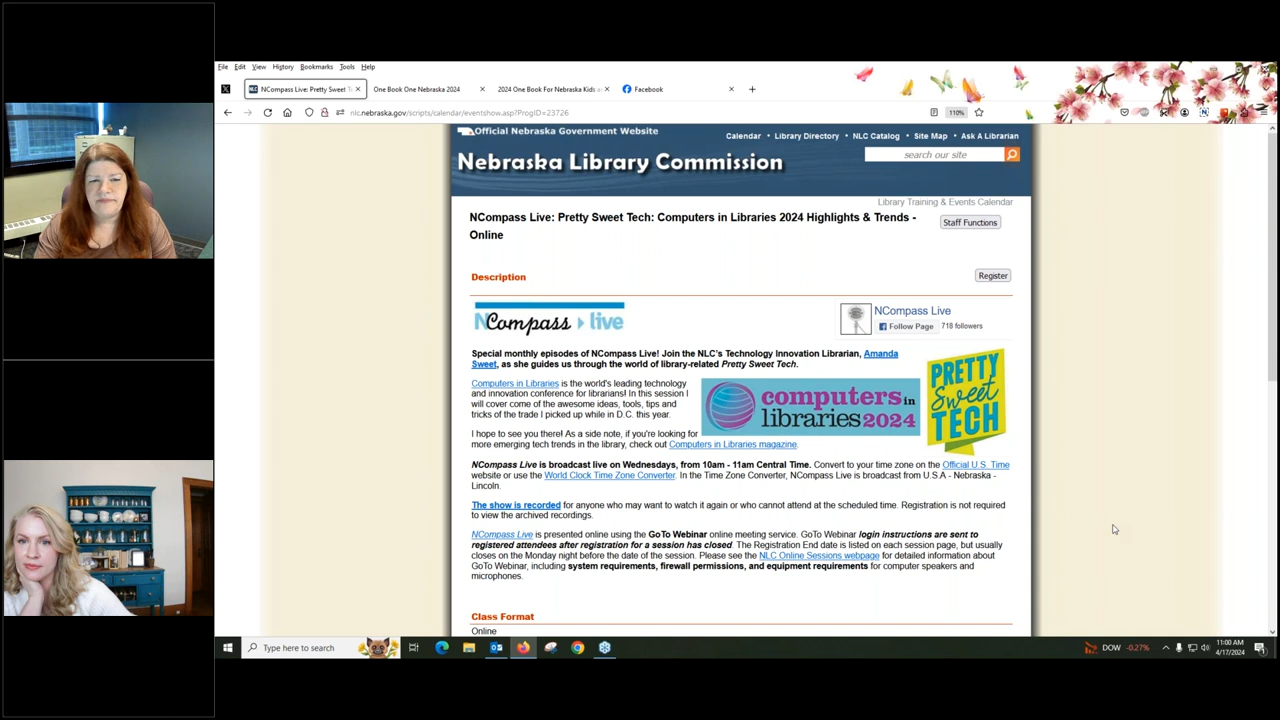 File Edit View History Bookmarks Tools Help
NCompass Live: Pretty Sweet T
One Book One Nebraska 2024
2024 One Book For Nebraska Kids a
Facebook
nlc.nebraska.gov/scripts/calendar/eventshow.asp?ProgID=23726
110%
Official Nebraska Government Website
Calendar • Library Directory • NLC Catalog • Site Map • Ask A Librarian
Nebraska Library Commission
search our site
Library Training & Events Calendar
NCompass Live: Pretty Sweet Tech: Computers in Libraries 2024 Highlights & Trends -
Online
Staff Functions
Description
Register
NCompass live
NCompass Live
Follow Page 718 followers
Special monthly episodes of NCompass Live! Join the NLC's Technology Innovation Librarian, Amanda
Sweet, as she guides us through the world of library-related Pretty Sweet Tech.
Computers in Libraries is the world's leading technology
and innovation conference for librarians! In this session I
will cover come of the awesome ideas, tools, tips and
tricks of the trade I picked up while in D.C. this year.
computers in
libraries 2024
PRETTY
Sweet
TECH
I hope to see you there! As a side note, if you're looking for
more emerging tech trends in the library, check out Computers in Libraries magazine.
NCompass Live is broadcast live on Wednesdays, from 10am - 11am Central Time. Convert to your time zone on the Official U.S. Time
website or use the World Clock Time Zone Converter. In the Time Zone Converter, NCompass Live is broadcast from U.S.A - Nebraska -
Lincoln.
The show is recorded for anyone who may want to watch it again or who cannot attend at the scheduled time. Registration is not required
to view the archived recordings.
NCompass Live is presented online using the GoTo Webinar online meeting service. GoTo Webinar login instructions are sent to
registered attendees after registration for a session has closed. The Registration End date is listed on each session page, but usually
closes on the Monday night before the date of the session. Please see the NLC Online Sessions webpage for detailed information about
GoTo Webinar, including system requirements, firewall permissions, and equipment requirements for computer speakers and
microphones.
Class Format
Online
Type here to search
DOW -0.27%
11:00 AM
4/17/2024